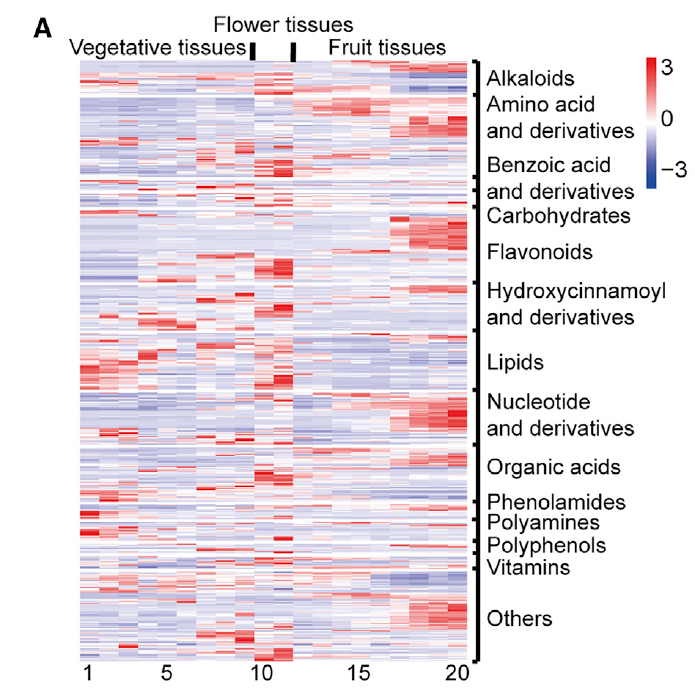 A
Flower tissues
Vegetative tissues
Fruit tissues
3
0
−3
Alkaloids
Amino acid
and derivatives
Benzoic acid
and derivatives
Carbohydrates
Flavonoids
Hydroxycinnamoyl
and derivatives
Lipids
Nucleotide
and derivatives
Organic acids
Phenolamides
Polyamines
Polyphenols
Vitamins
Others
1 5 10 15 20